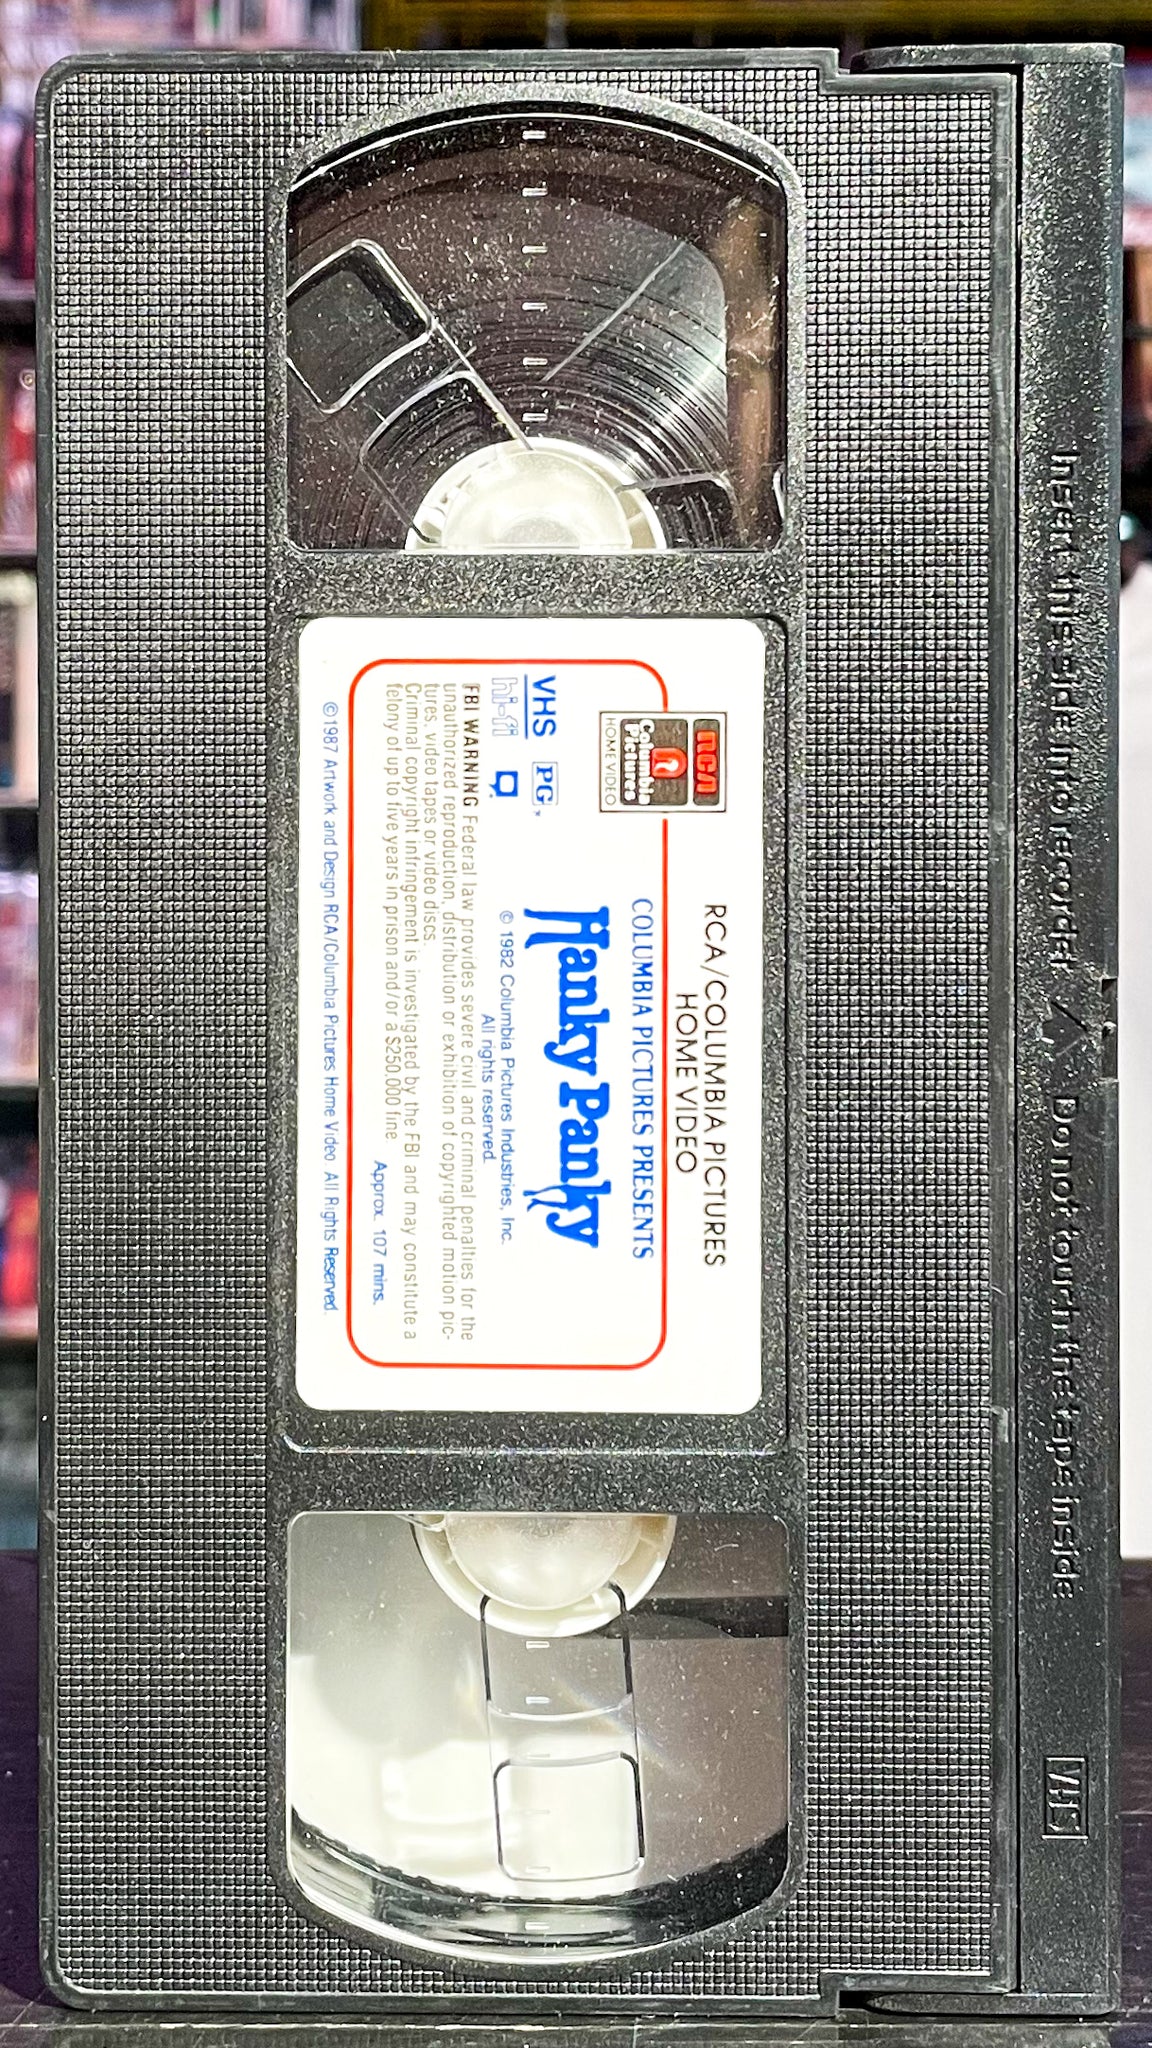 RCA/COLUMBIA PICTURES
HOME VIDEO
RCA
Columbia
Pictures
HOME VIDEO
COLUMBIA PICTURES PRESENTS
Hanky Panky
© 1982 Columbia Pictures Industries, Inc.
All rights reserved.
VHS PG
hi-fi
FBI WARNING Federal law provides severe civil and criminal penalties for the
unauthorized reproduction, distribution or exhibition of copyrighted motion pic-
tures, video tapes or video discs.
Criminal copyright infringement is investigated by the FBI and may constitute a
felony of up to five years in prison and/or a $250,000 fine
Approx. 107 mins.
©1987 Artwork and Design RCA/Columbia Pictures Home Video. All Rights Reserved.
Insert this side into recorder Do not touch the tape inside
VHS